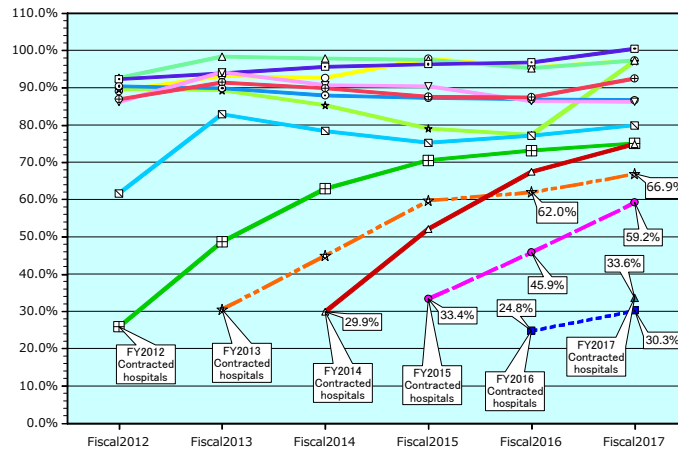 110.0%
100.0%
90.0%
80.0%
70.0%
60.0%
50.0%
40.0%
30.0%
20.0%
10.0%
0.0%
66.9%
62.0%
59.2%
45.9%
33.6%
33.4%
29.9%
24.8%
30.3%
FY2012
Contracted
hospitals
FY2013
Contracted
hospitals
FY2014
Contracted
hospitals
FY2015
Contracted
hospitals
FY2016
Contracted
hospitals
FY2017
Contracted
hospitals
Fiscal2012
Fiscal2013
Fiscal2014
Fiscal2015
Fiscal2016
Fiscal2017